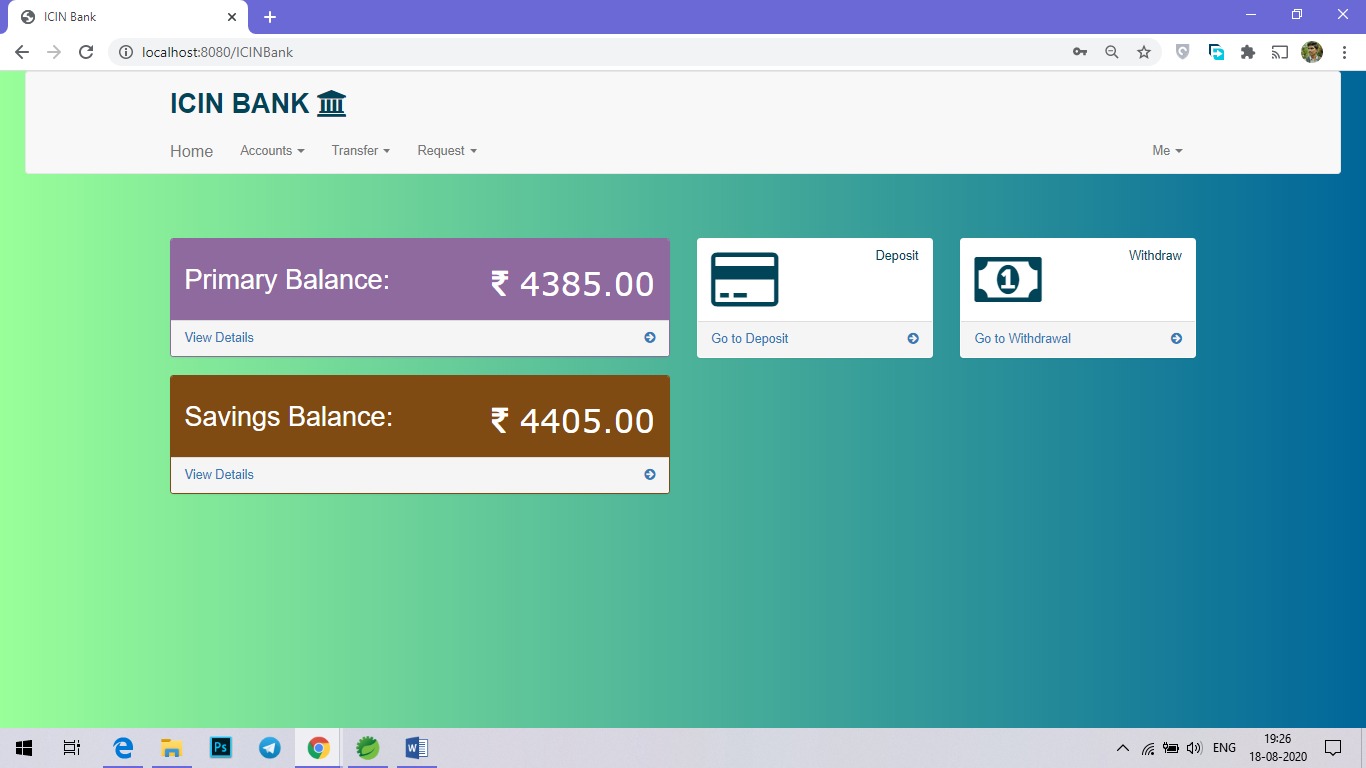 ICIN Bank
localhost:8080/ICINBank
ICIN BANK
Home Accounts Transfer Request Me
Primary Balance: ₹ 4385.00
View Details
Deposit
Go to Deposit
Withdraw
1
Go to Withdrawal
Savings Balance: ₹ 4405.00
View Details
Ps
W
ENG
19:26
18-08-2020